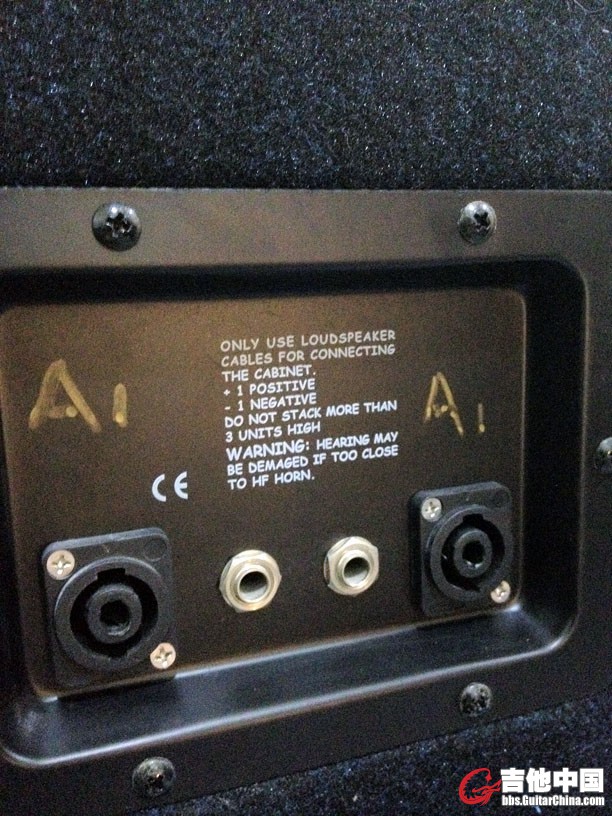 ONLY USE LOUDSPEAKER
CABLES FOR CONNECTING
THE CABINET.
+ 1 POSITIVE
- 1 NEGATIVE
DO NOT STACK MORE THAN
3 UNITS HIGH
WARNING: HEARING MAY
BE DEMAGED IF TOO CLOSE
TO HF HORN.
A1
A1
CE
吉他中国
bbs.GuitarChina.com